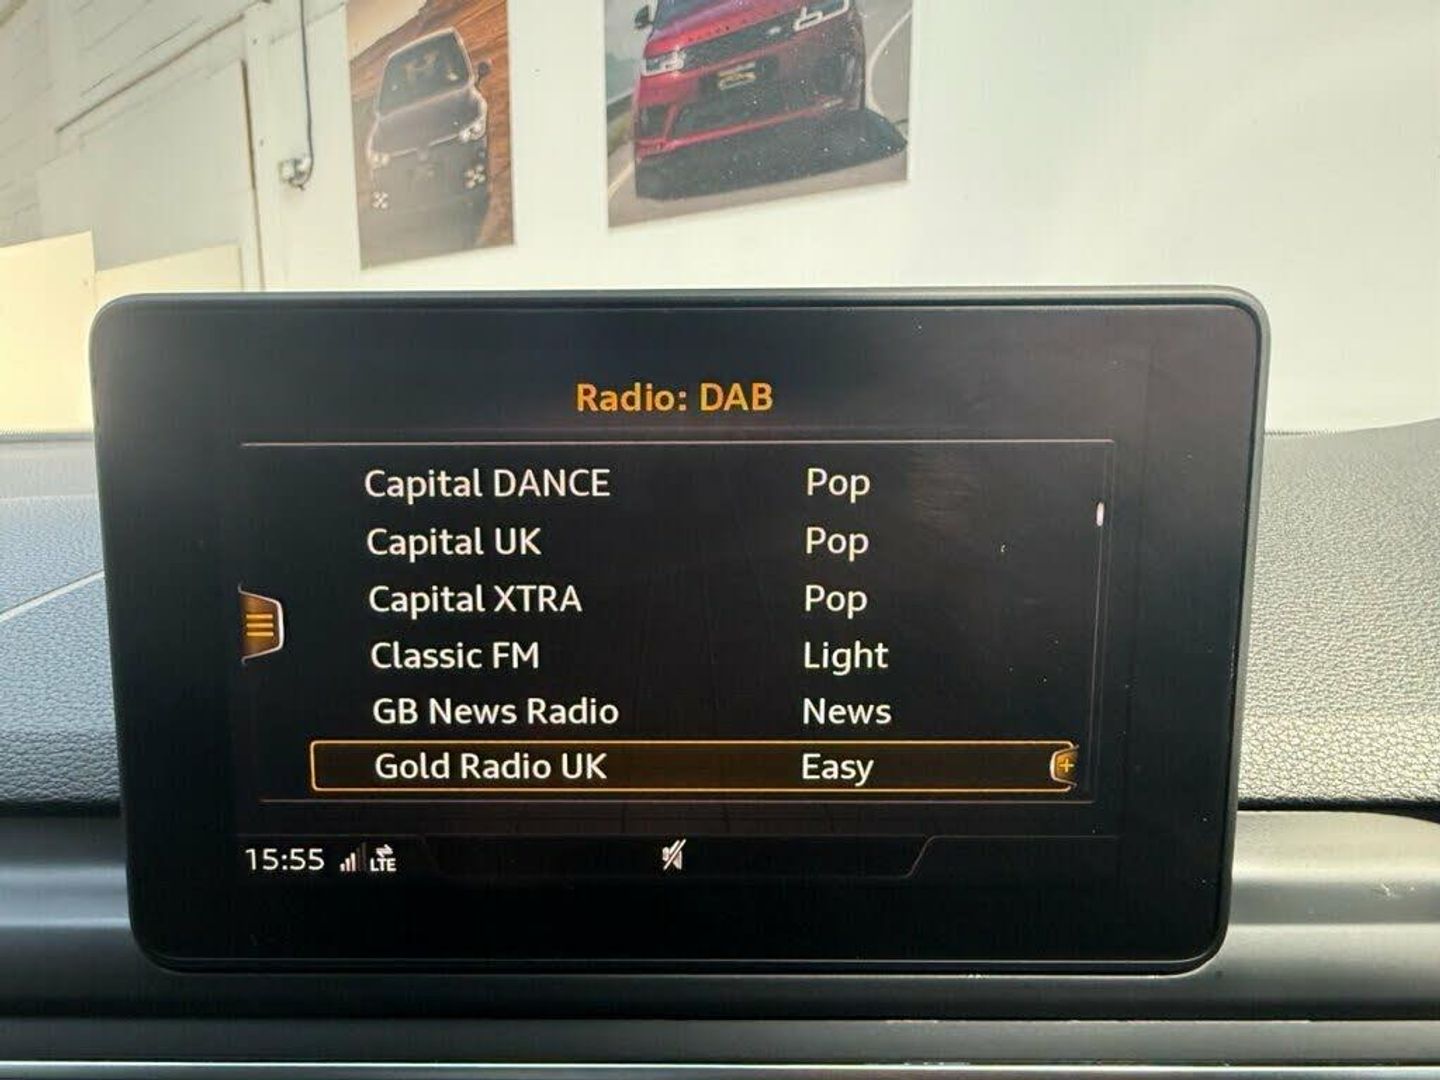 Radio: DAB
Capital DANCE Pop
Capital UK Pop
Capital XTRA Pop
Classic FM Light
GB News Radio News
Gold Radio UK Easy
15:55 LTE